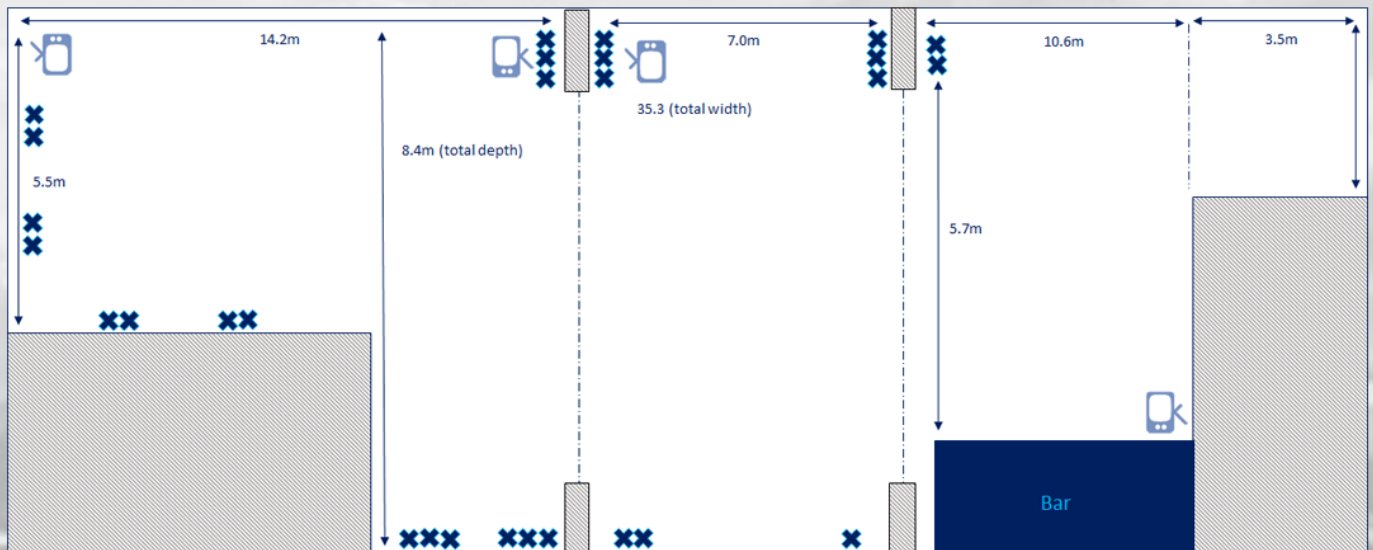 14.2m
7.0m
10.6m
3.5m
35.3 (total width)
8.4m (total depth)
5.5m
5.7m
Bar